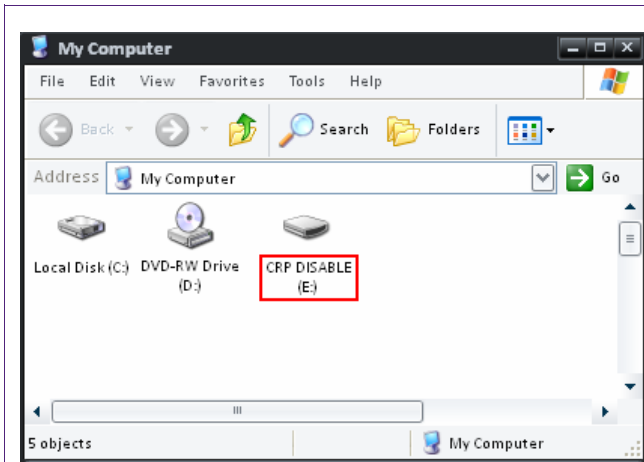 My Computer
File Edit View Favorites Tools Help
Back Search Folders
Address My Computer Go
Local Disk (C:) DVD-RW Drive (D:) CRP DISABLE (E:)
5 objects My Computer